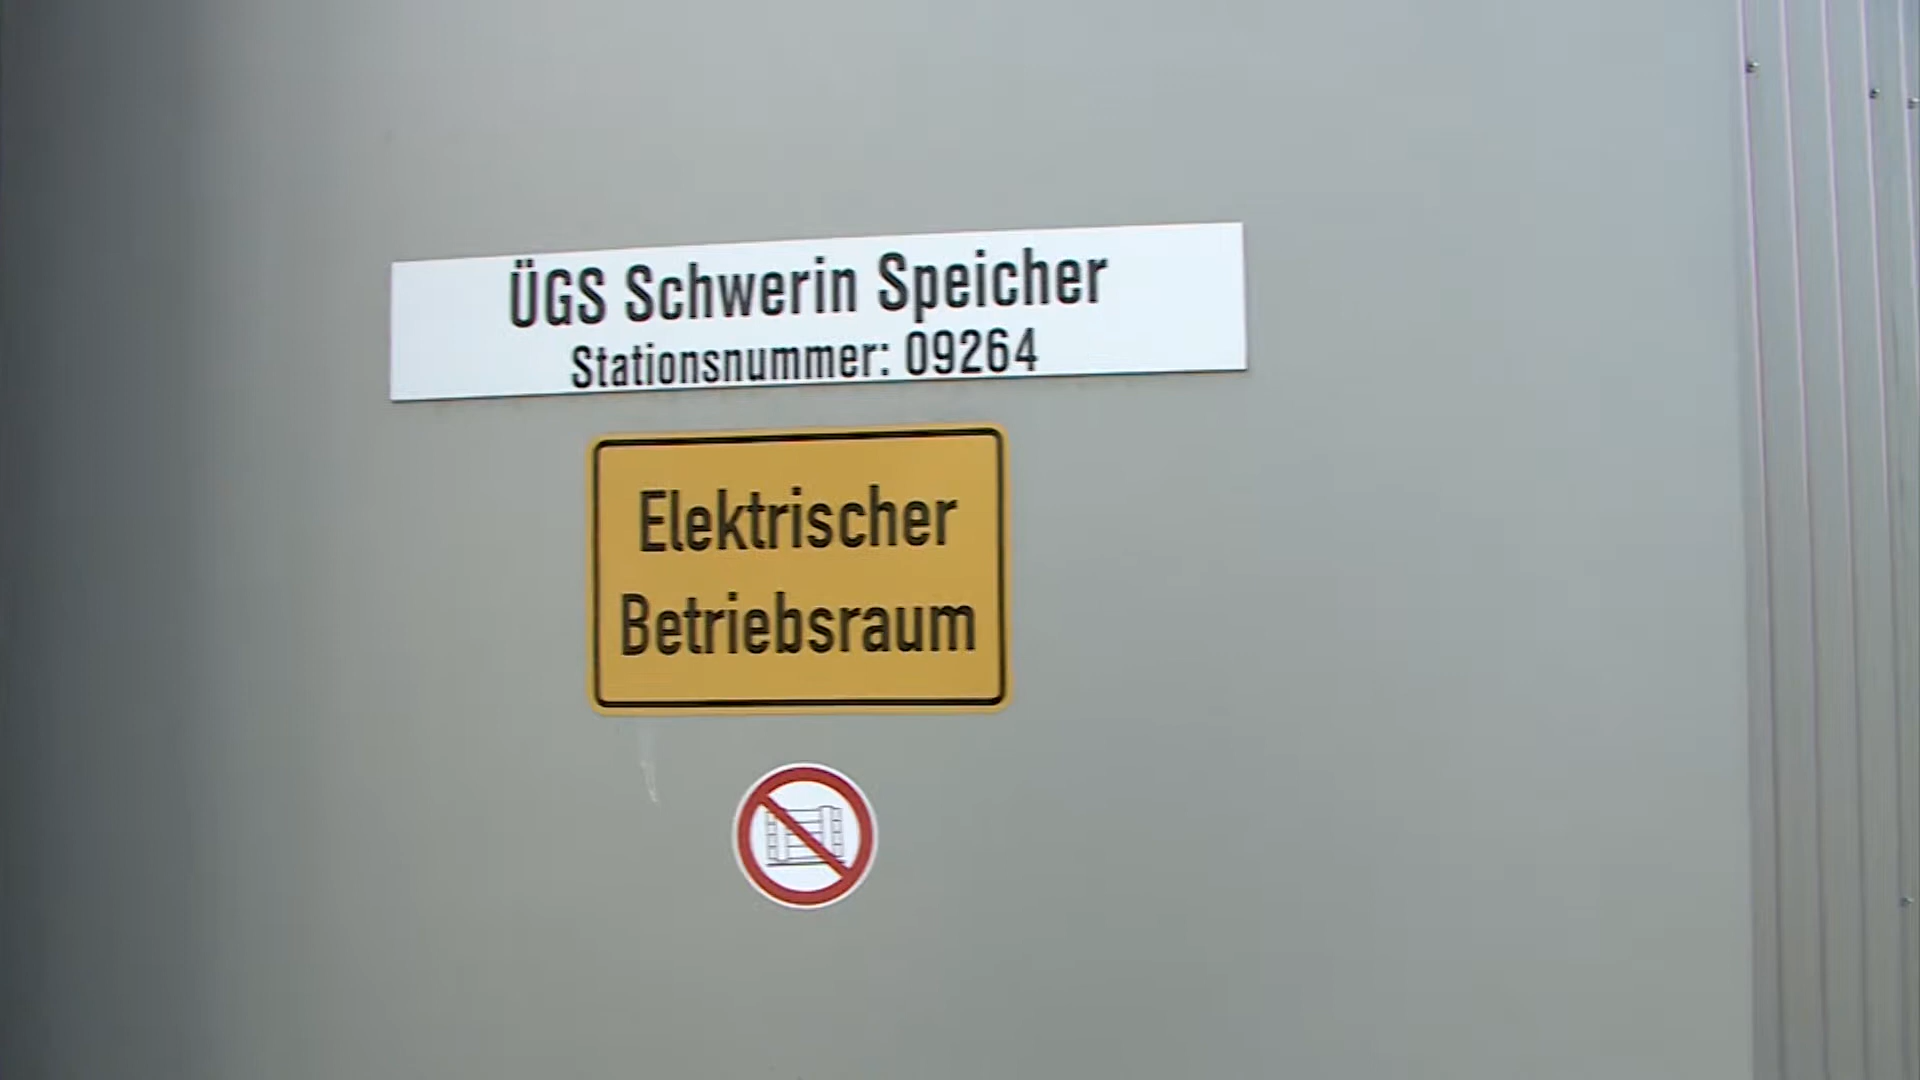 ÜGS Schwerin Speicher
Stationsnummer: 09264
Elektrischer
Betriebsraum